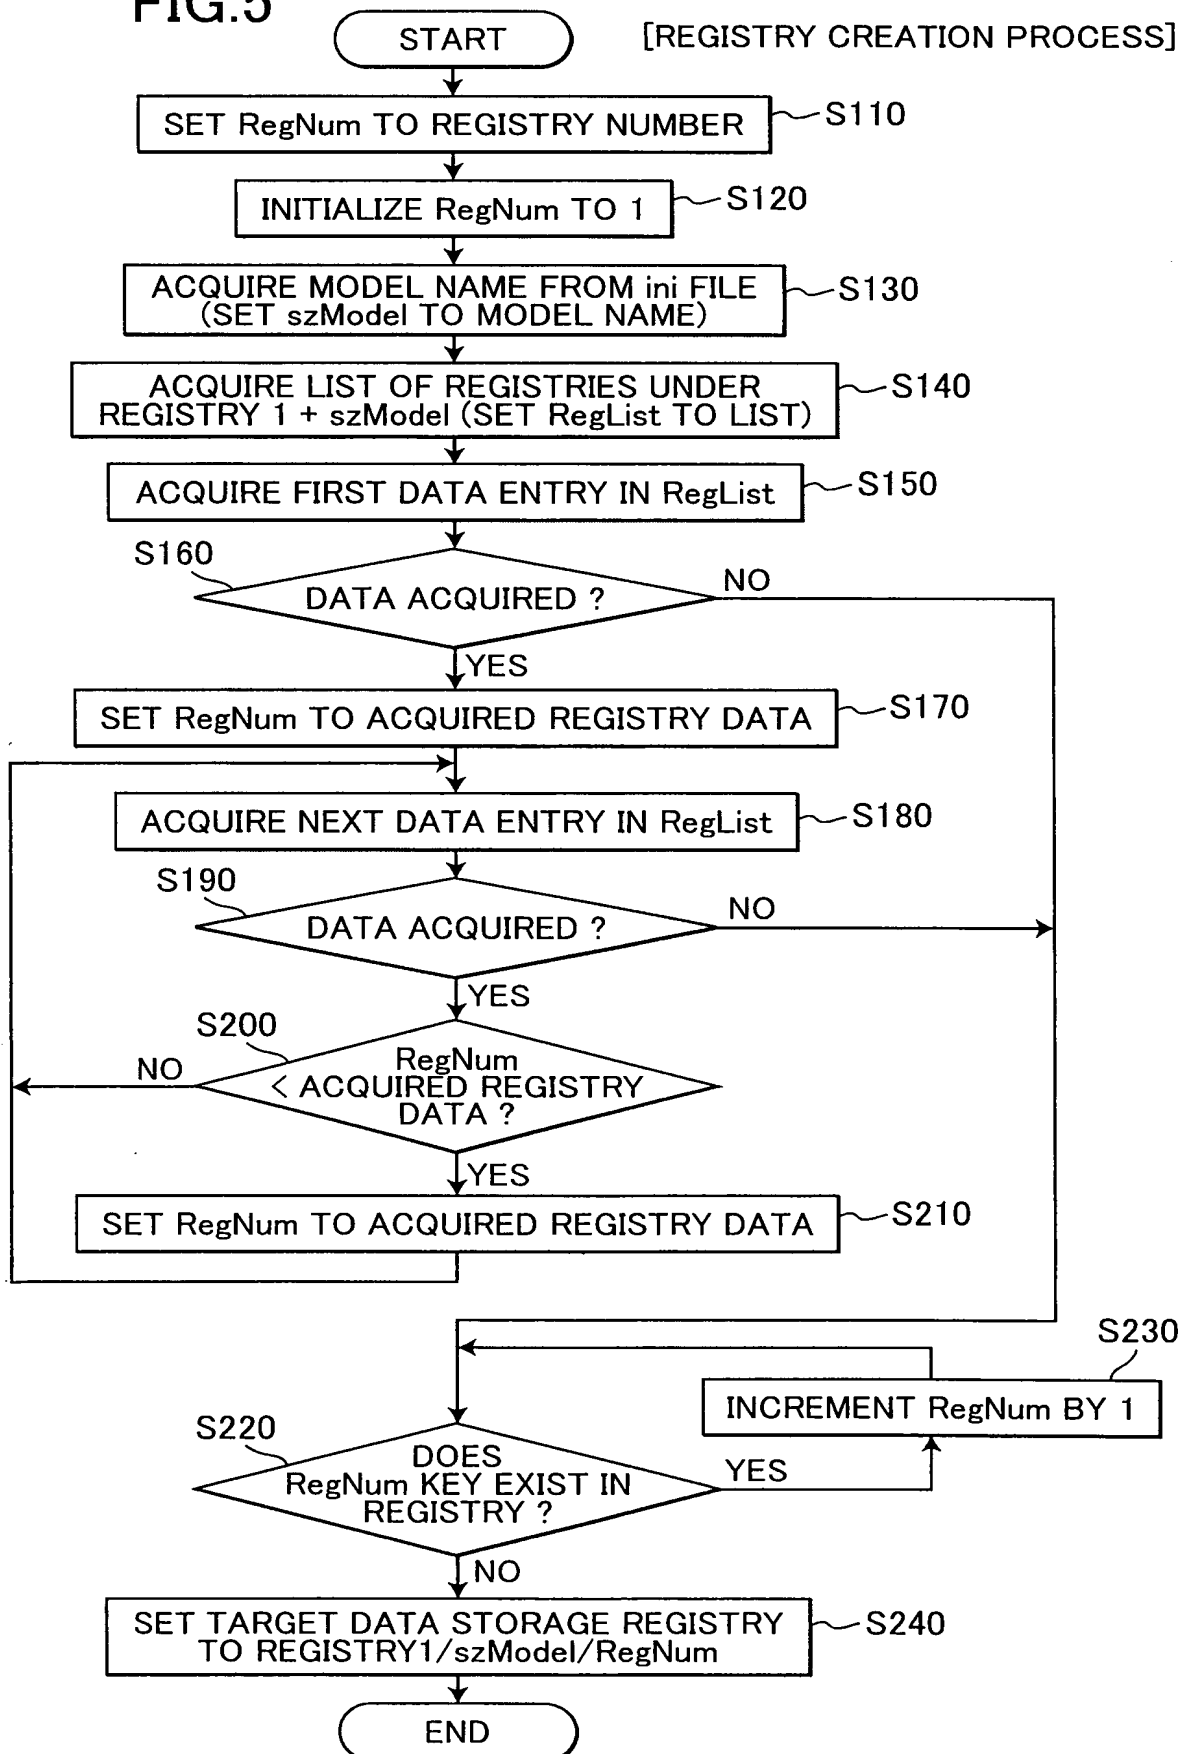 FIG.5
START
[REGISTRY CREATION PROCESS]
SET RegNum TO REGISTRY NUMBER
S110
INITIALIZE RegNum TO 1
S120
ACQUIRE MODEL NAME FROM ini FILE
(SET szModel TO MODEL NAME)
S130
ACQUIRE LIST OF REGISTRIES UNDER
REGISTRY 1 + szModel (SET RegList TO LIST)
S140
ACQUIRE FIRST DATA ENTRY IN RegList
S150
S160
DATA ACQUIRED ?
NO
YES
SET RegNum TO ACQUIRED REGISTRY DATA
S170
ACQUIRE NEXT DATA ENTRY IN RegList
S180
S190
DATA ACQUIRED ?
NO
YES
S200
RegNum
< ACQUIRED REGISTRY
DATA ?
NO
YES
SET RegNum TO ACQUIRED REGISTRY DATA
S210
S230
INCREMENT RegNum BY 1
S220
DOES
RegNum KEY EXIST IN
REGISTRY ?
YES
NO
SET TARGET DATA STORAGE REGISTRY
TO REGISTRY1/szModel/RegNum
S240
END